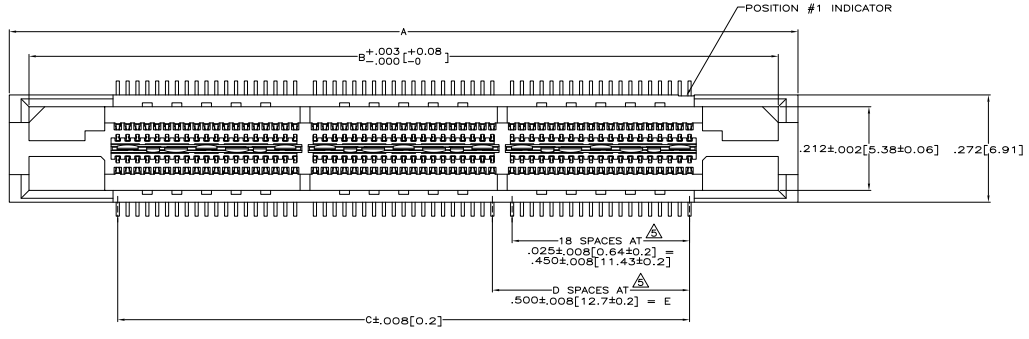 POSITION #1 INDICATOR
A
B +.003 -.000 [ +0.08 -0 ]
.212±.002[5.38±0.06]
.272[6.91]
18 SPACES AT 5
.025±.008[0.64±0.2] =
.450±.008[11.43±0.2]
D SPACES AT 5
.500±.008[12.7±0.2] = E
C±.008[0.2]